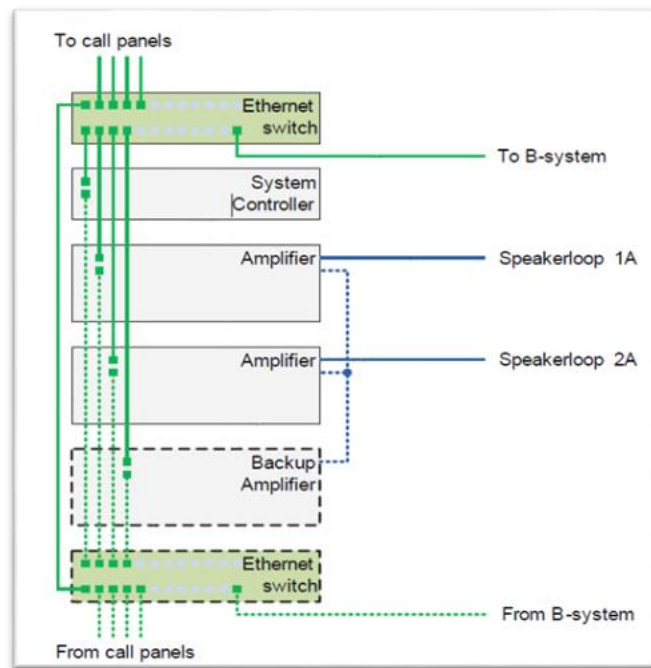 To call panels
Ethernet
switch
To B-system
System
Controller
Amplifier
Speakerloop 1A
Amplifier
Speakerloop 2A
Backup
Amplifier
Ethernet
switch
From B-system
From call panels